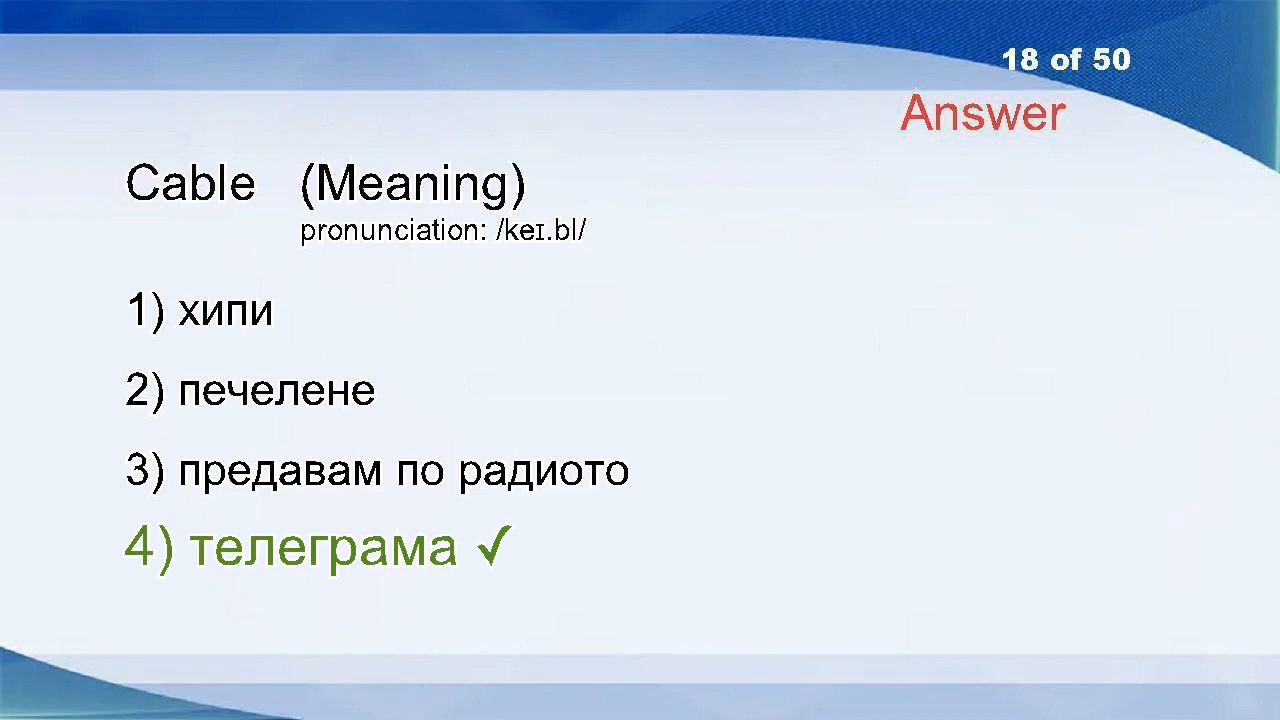 18 of 50
Answer
Cable (Meaning)
pronunciation: /keɪ.bl/
1) хипи
2) печелене
3) предавам по радиото
4) телеграма ✓